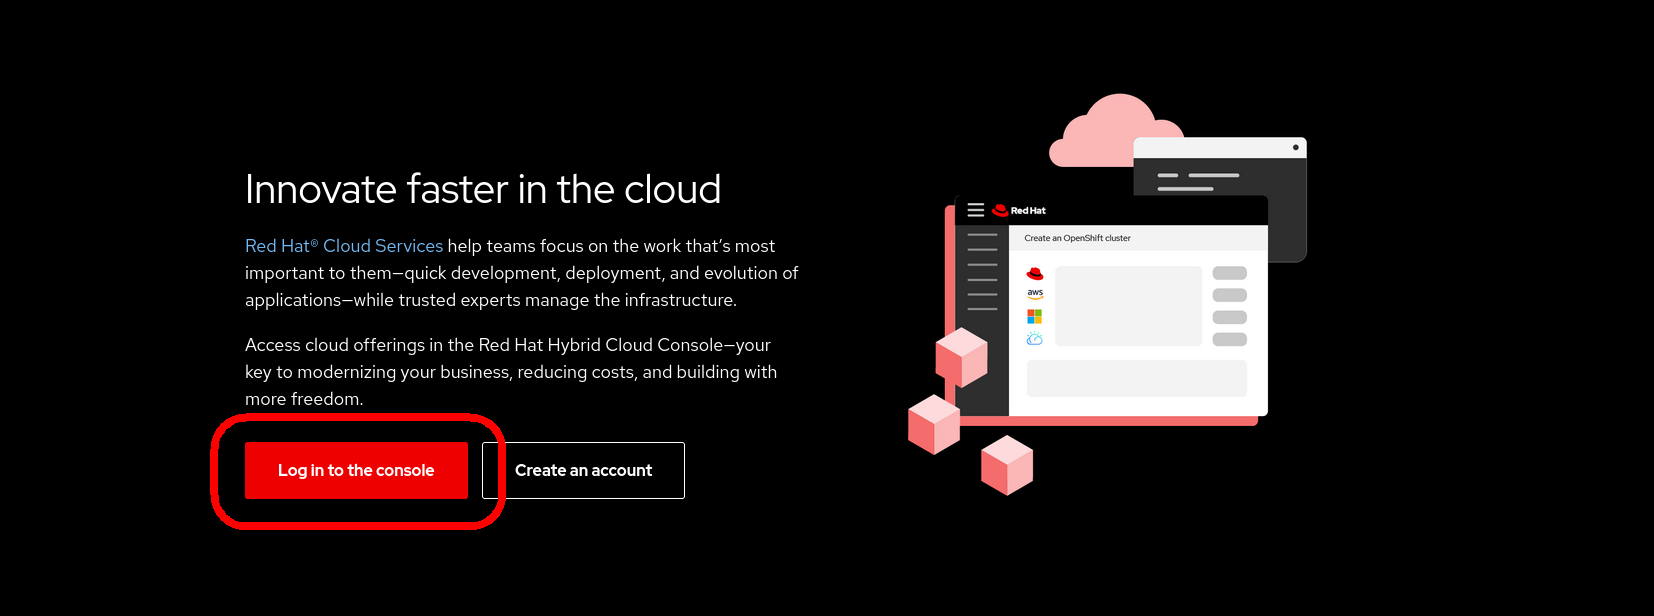 Innovate faster in the cloud
Red Hat® Cloud Services help teams focus on the work that’s most
important to them—quick development, deployment, and evolution of
applications—while trusted experts manage the infrastructure.
Access cloud offerings in the Red Hat Hybrid Cloud Console—your
key to modernizing your business, reducing costs, and building with
more freedom.
Log in to the console
Create an account
Red Hat
Create an OpenShift cluster
aws